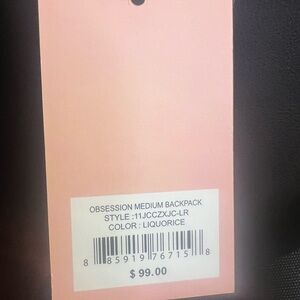 OBSESSION MEDIUM BACKPACK
STYLE :11JCCZXJC-LR
COLOR : LIQUORICE
8 85919 76715 8
$ 99.00